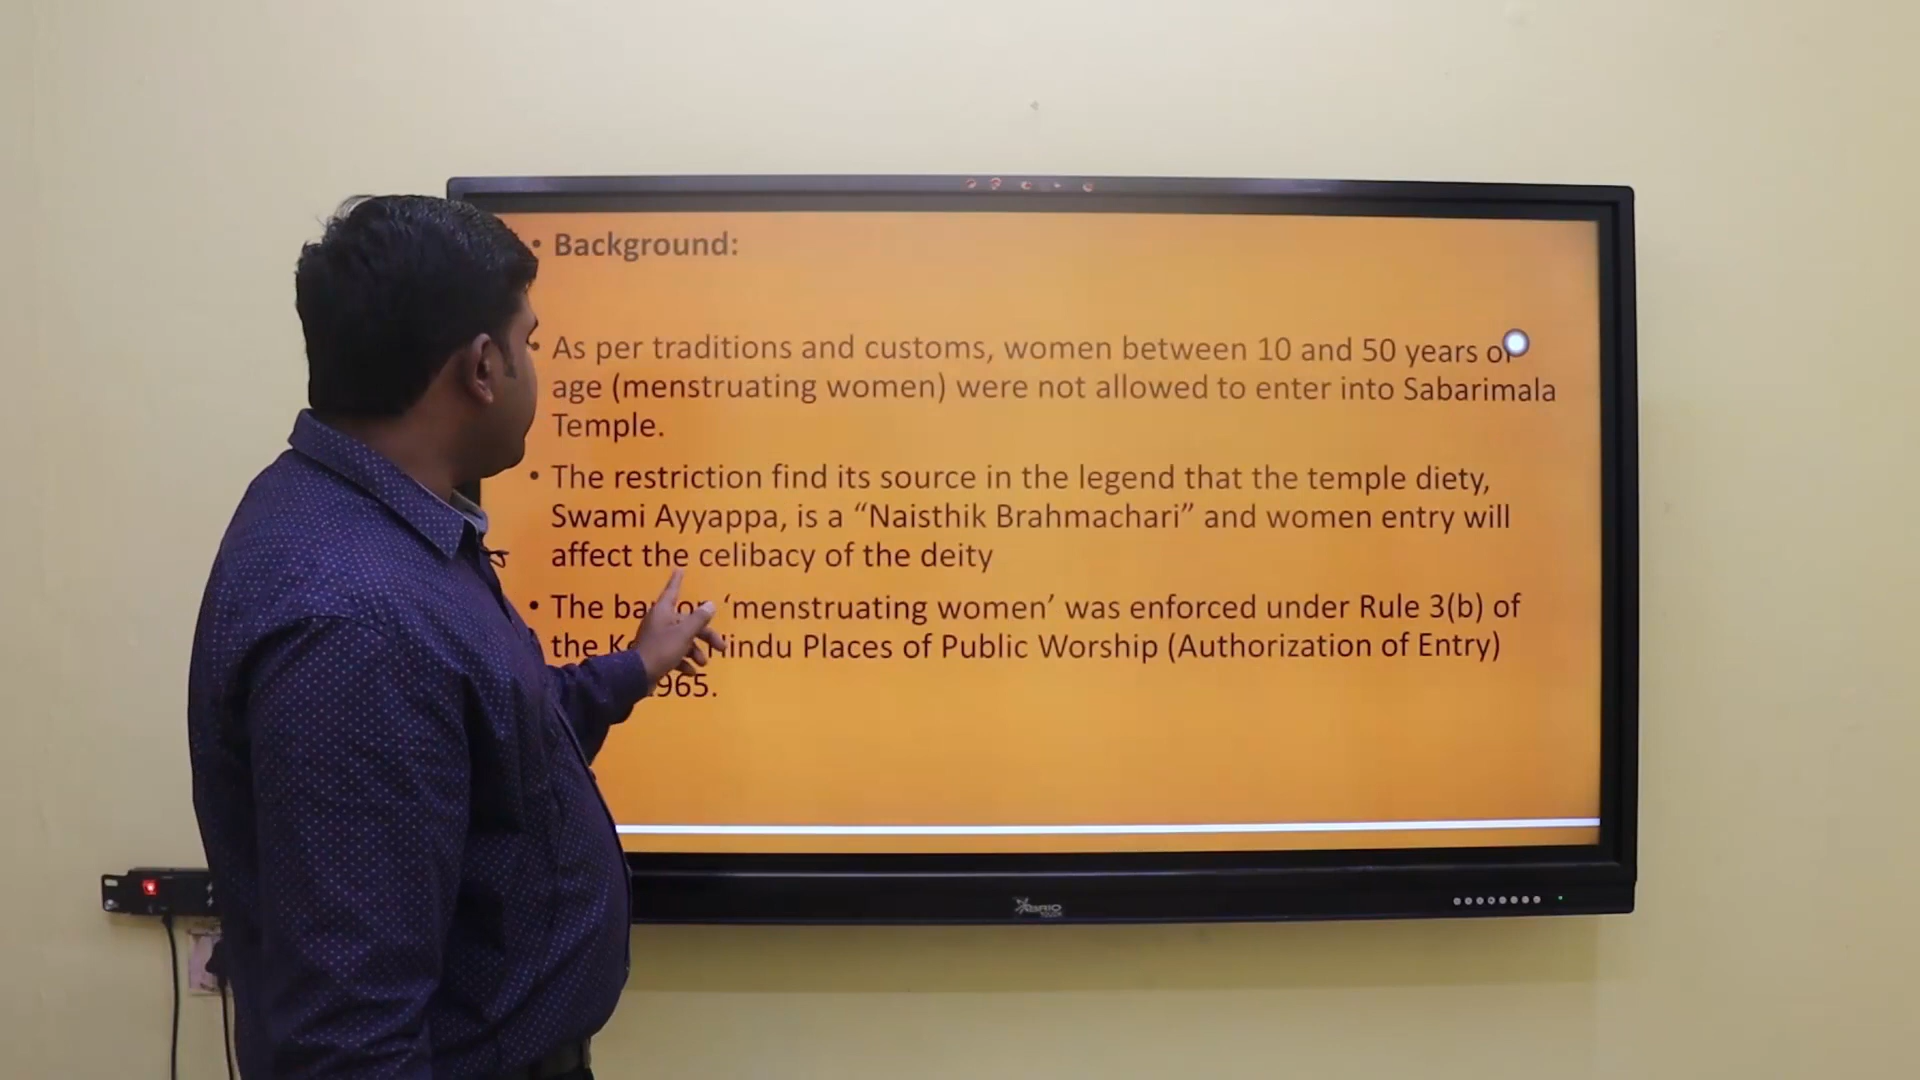 • Background:
• As per traditions and customs, women between 10 and 50 years of
age (menstruating women) were not allowed to enter into Sabarimala
Temple.
• The restriction find its source in the legend that the temple diety,
Swami Ayyappa, is a “Naisthik Brahmachari” and women entry will
affect the celibacy of the deity
• The ‘menstruating women’ was enforced under Rule 3(b) of
the Places of Public Worship (Authorization of Entry)